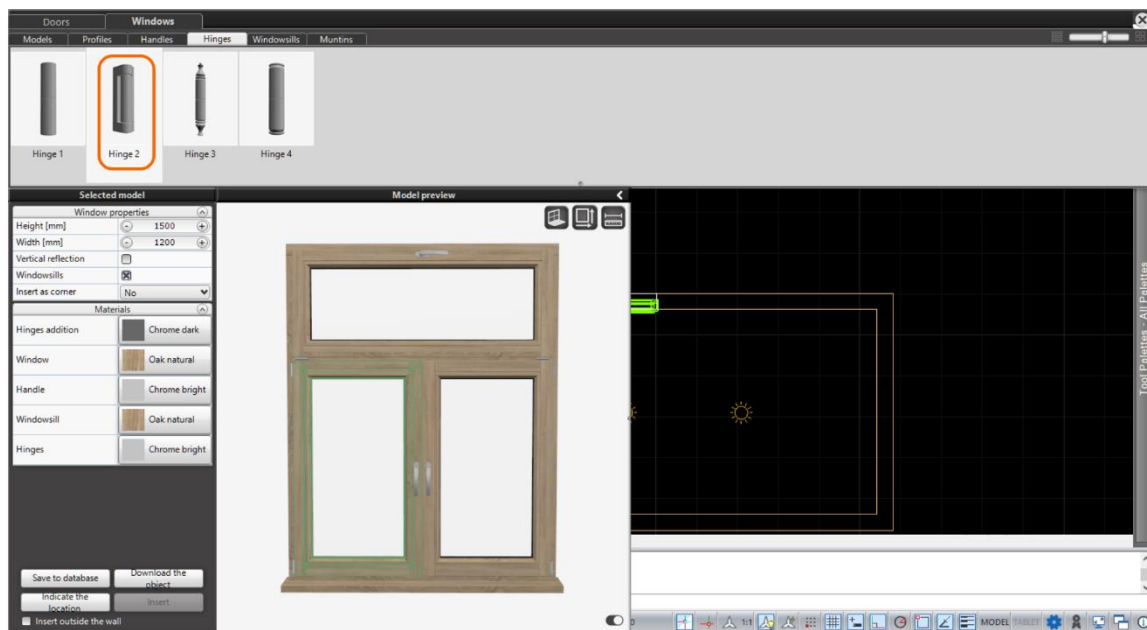 Doors Windows
Models Profiles Handles Hinges Windowsills Muntins
Hinge 1 Hinge 2 Hinge 3 Hinge 4
Selected model
Model preview
Window properties
Height [mm] - 1500 +
Width [mm] - 1200 +
Vertical reflection
Windowsills
Insert as corner No
Materials
Hinges addition Chrome dark
Window Oak natural
Handle Chrome bright
Windowsill Oak natural
Hinges Chrome bright
Save to database
Download the
object
Indicate the
location
Insert
Insert outside the wall
Tool Palettes - All Palettes
1:1 MODEL TABLET